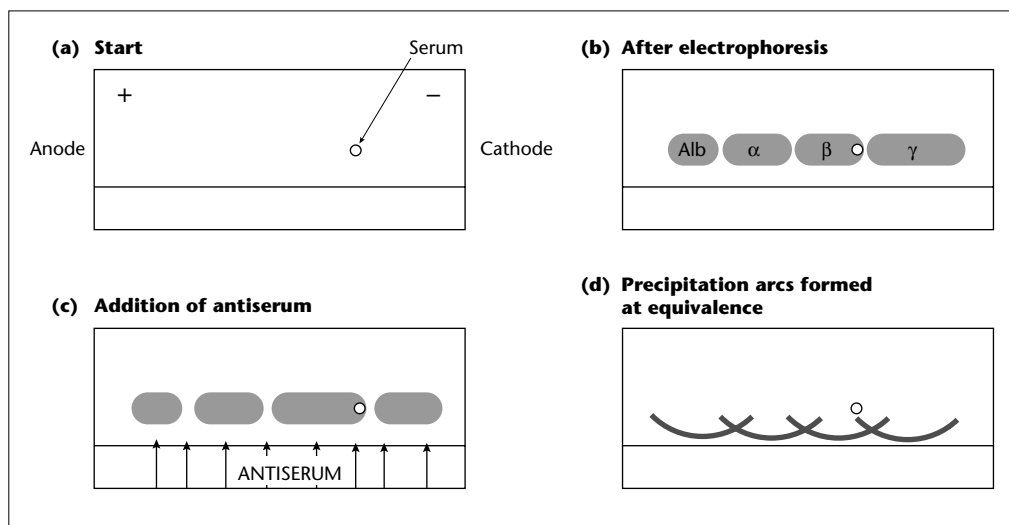 (a) Start
Serum
+ −
Anode
Cathode
(b) After electrophoresis
Alb α β γ
(c) Addition of antiserum
ANTISERUM
(d) Precipitation arcs formed
at equivalence